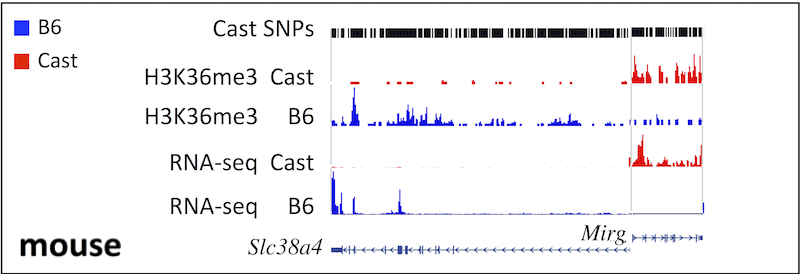 B6
Cast
Cast SNPs
H3K36me3 Cast
H3K36me3 B6
RNA-seq Cast
RNA-seq B6
Mirg
mouse
Slc38a4